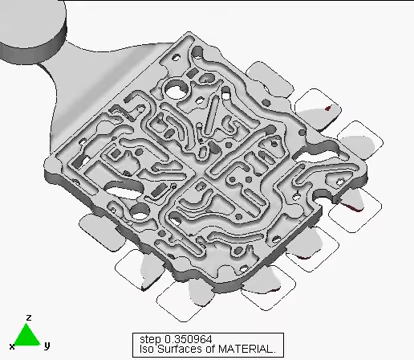 z
x
y
step 0.350964
Iso Surfaces of MATERIAL.